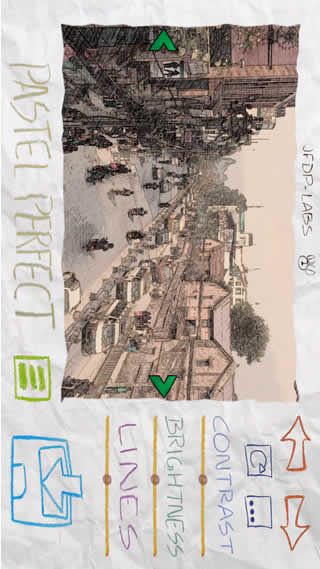 JFDP-LABS
PASTEL PERFECT
CONTRAST
BRIGHTNESS
LINES